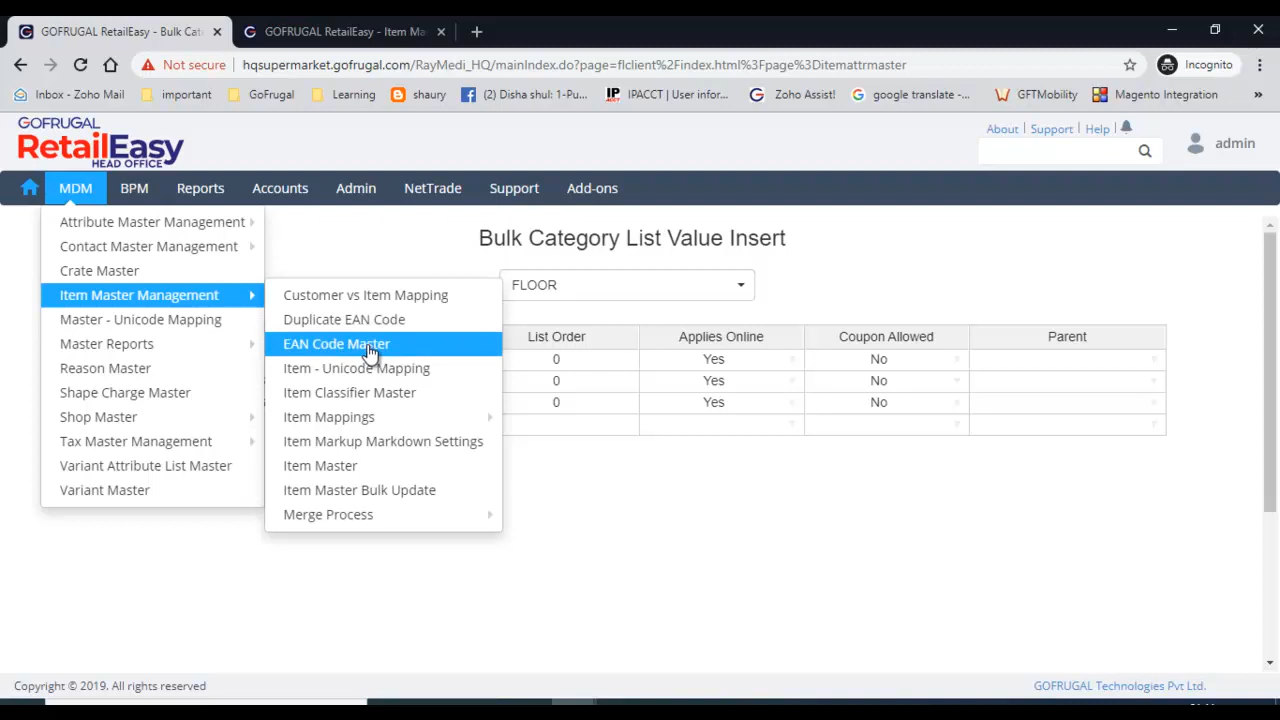 GOFRUGAL RetailEasy - Bulk Cat
GOFRUGAL RetailEasy - Item Ma
Not secure
hqsupermarket.gofrugal.com/RayMedi_HQ/mainIndex.do?page=flclient%2Findex.html%3Fpage%3Ditemattrmaster
Incognito
Inbox - Zoho Mail
important
GoFrugal
Learning
shaury
(2) Disha shul: 1-Pu...
IPACCT | User infor...
Zoho Assist!
google translate -...
GFTMobility
Magento Integration
GOFRUGAL
RetailEasy
HEAD OFFICE
About
Support
Help
admin
MDM
BPM
Reports
Accounts
Admin
NetTrade
Support
Add-ons
Attribute Master Management
Contact Master Management
Crate Master
Item Master Management
Master - Unicode Mapping
Master Reports
Reason Master
Shape Charge Master
Shop Master
Tax Master Management
Variant Attribute List Master
Variant Master
Customer vs Item Mapping
Duplicate EAN Code
EAN Code Master
Item - Unicode Mapping
Item Classifier Master
Item Mappings
Item Markup Markdown Settings
Item Master
Item Master Bulk Update
Merge Process
Bulk Category List Value Insert
FLOOR
List Order Applies Online Coupon Allowed Parent
0 Yes No
0 Yes No
0 Yes No
Copyright © 2019. All rights reserved
GOFRUGAL Technologies Pvt Ltd.